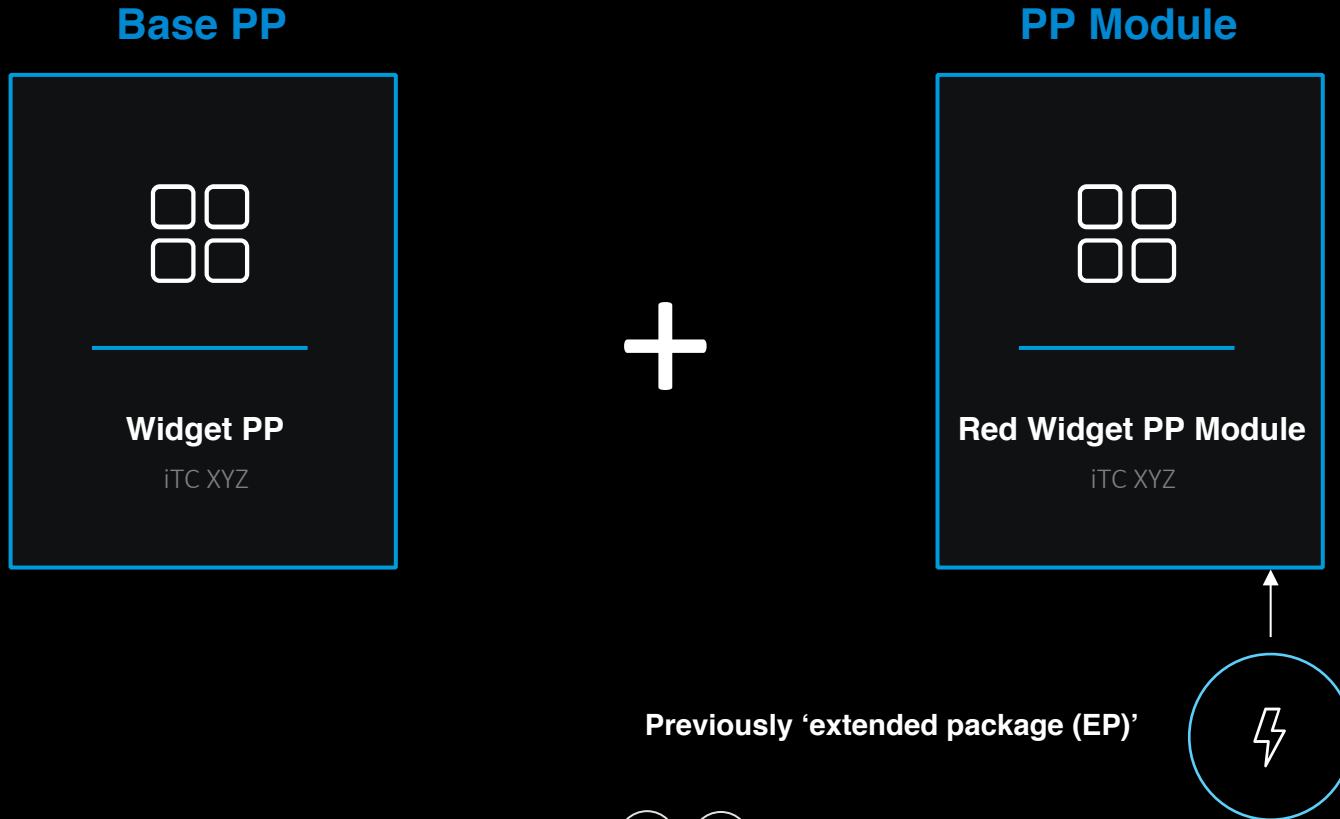 Base PP
PP Module
Widget PP
iTC XYZ
Red Widget PP Module
iTC XYZ
Previously ‘extended package (EP)’